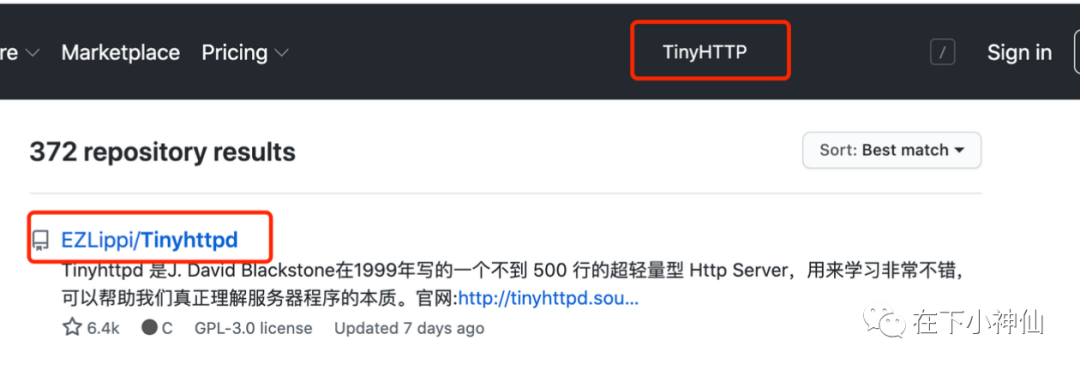 re Marketplace Pricing TinyHTTP / Sign in
372 repository results
Sort: Best match
EZLippi/Tinyhttpd
Tinyhttpd 是J. David Blackstone在1999年写的一个不到 500 行的超轻量型 Http Server，用来学习非常不错，
可以帮助我们真正理解服务器程序的本质。官网:http://tinyhttpd.sou...
6.4k C GPL-3.0 license Updated 7 days ago
在下小神仙